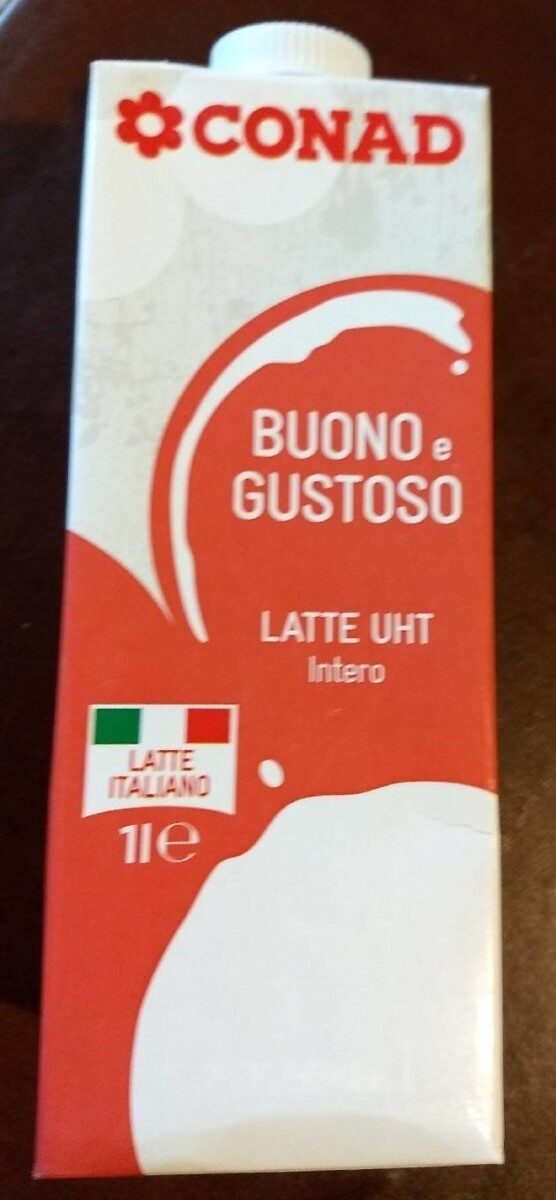 CONAD
BUONO e
GUSTOSO
LATTE UHT
Intero
LATTE
ITALIANO
1l℮